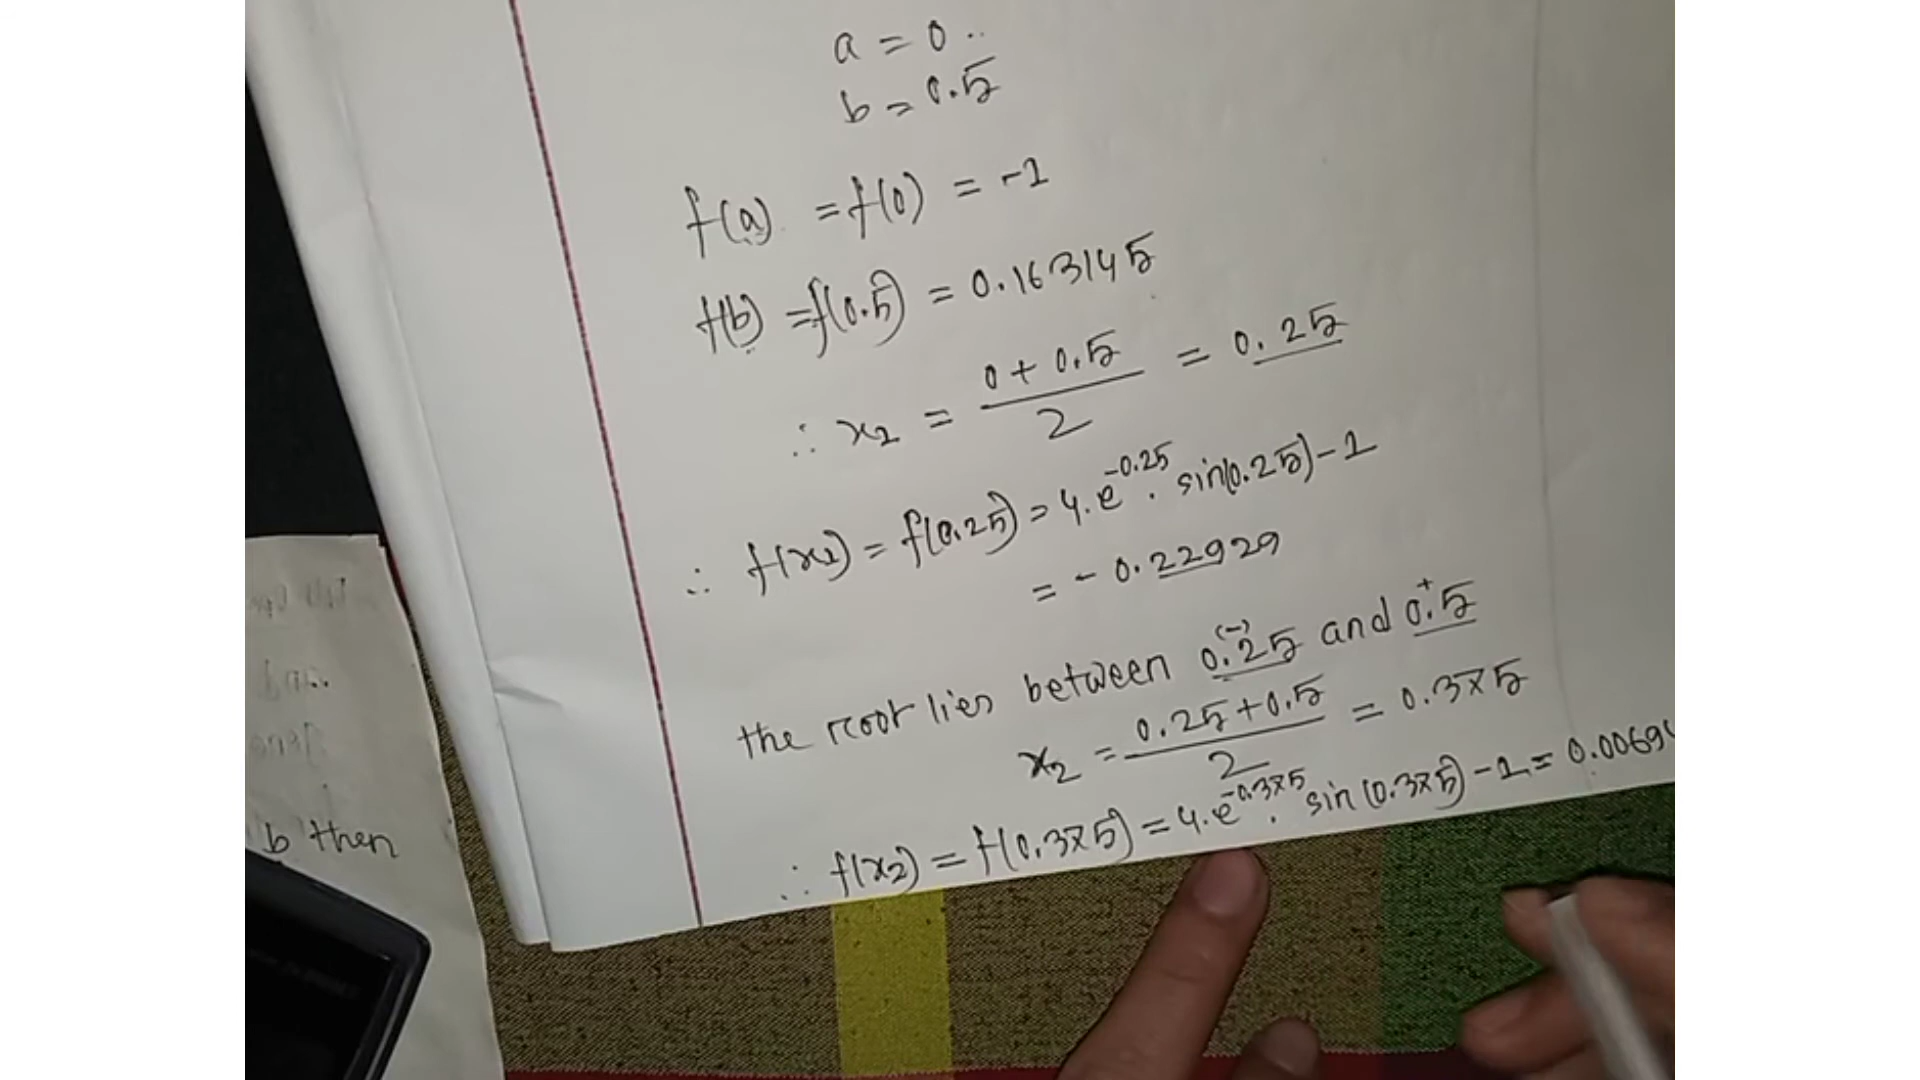 a = 0..
b = 0.5
f(a) = f(0) = -1
f(b) = f(0.5) = 0.163145
∴ x₂ = (0 + 0.5)/2 = 0.25
∴ f(x₂) = f(0.25) = 4.e^-0.25 . sin(0.25) - 1
= - 0.22929
the root lies between 0.25 (-) and 0.5 +
x₂ = (0.25+0.5)/2 = 0.375
∴ f(x₂) = f(0.375) = 4.e^-0.375 . sin(0.375) - 1 = 0.0069
b then